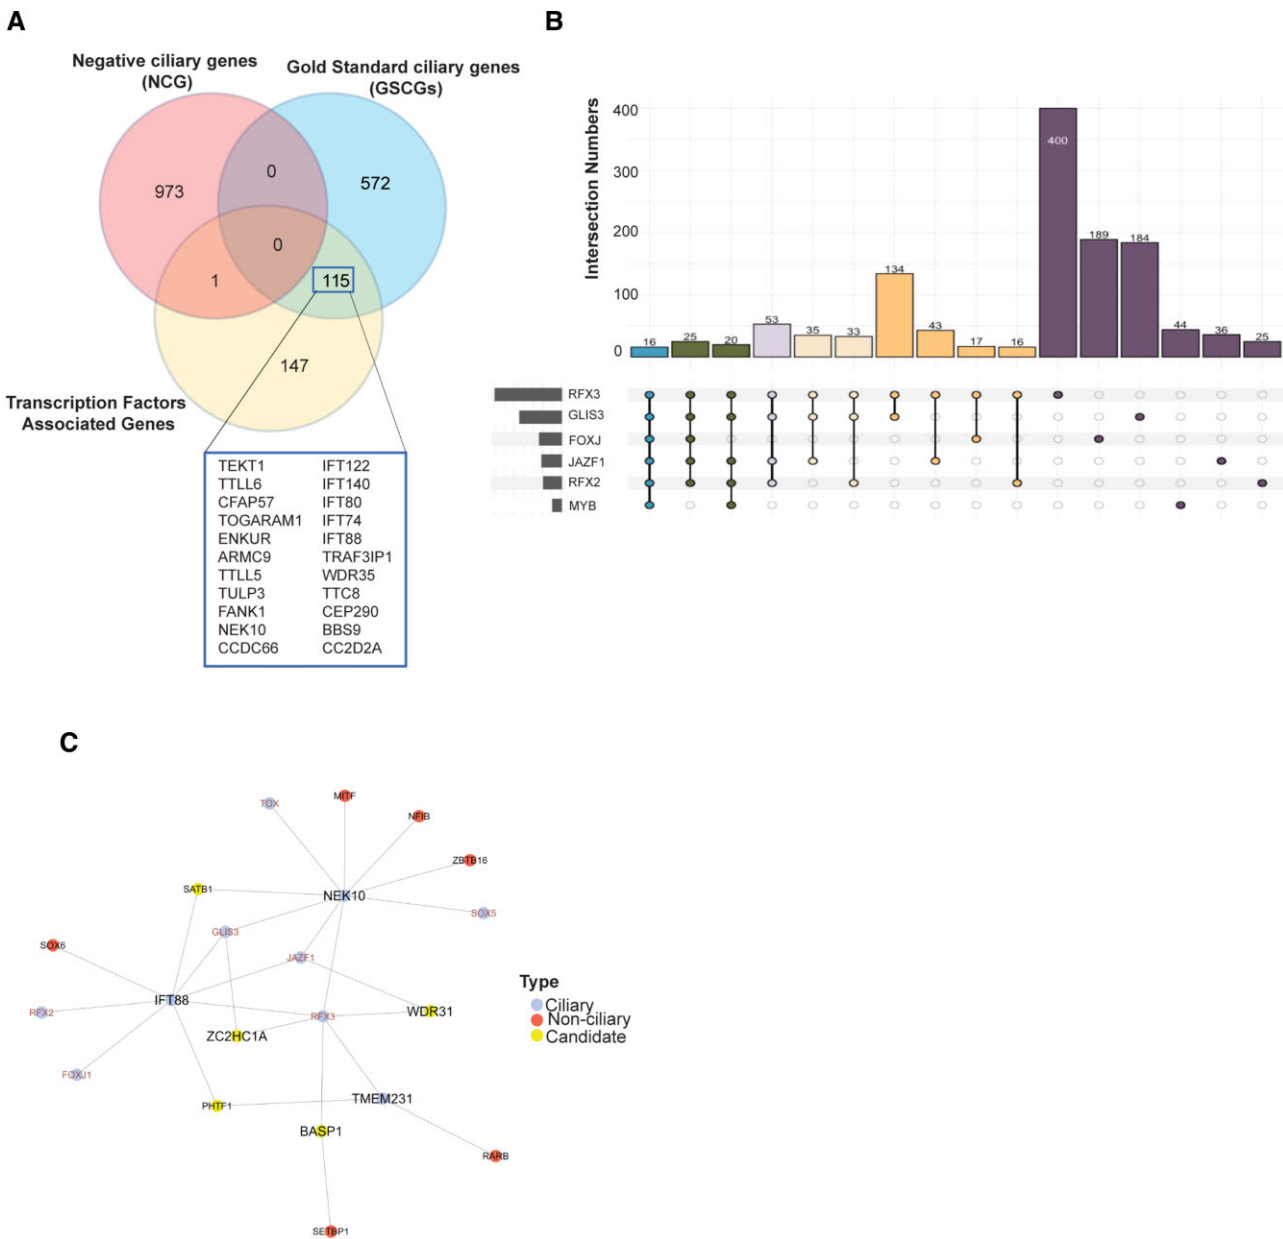 A
Negative ciliary genes
(NCG)
Gold Standard ciliary genes
(GSCGs)
973
0
572
0
1
115
147
Transcription Factors
Associated Genes
TEKT1 IFT122
TTLL6 IFT140
CFAP57 IFT80
TOGARAM1 IFT74
ENKUR IFT88
ARMC9 TRAF3IP1
TTLL5 WDR35
TULP3 TTC8
FANK1 CEP290
NEK10 BBS9
CCDC66 CC2D2A
B
Intersection Numbers
400
300
200
100
0
16
25
20
53
35
33
134
43
17
16
400
189
184
44
36
25
RFX3
GLIS3
FOXJ
JAZF1
RFX2
MYB
C
TOX
MITF
NFIB
ZBTB16
SATB1
NEK10
SOX5
GLIS3
SOX6
JAZF1
IFT88
RFX2
RFX3
WDR31
ZC2HC1A
FOXJ1
PHTF1
TMEM231
BASP1
RARB
SETBP1
Type
Ciliary
Non-ciliary
Candidate